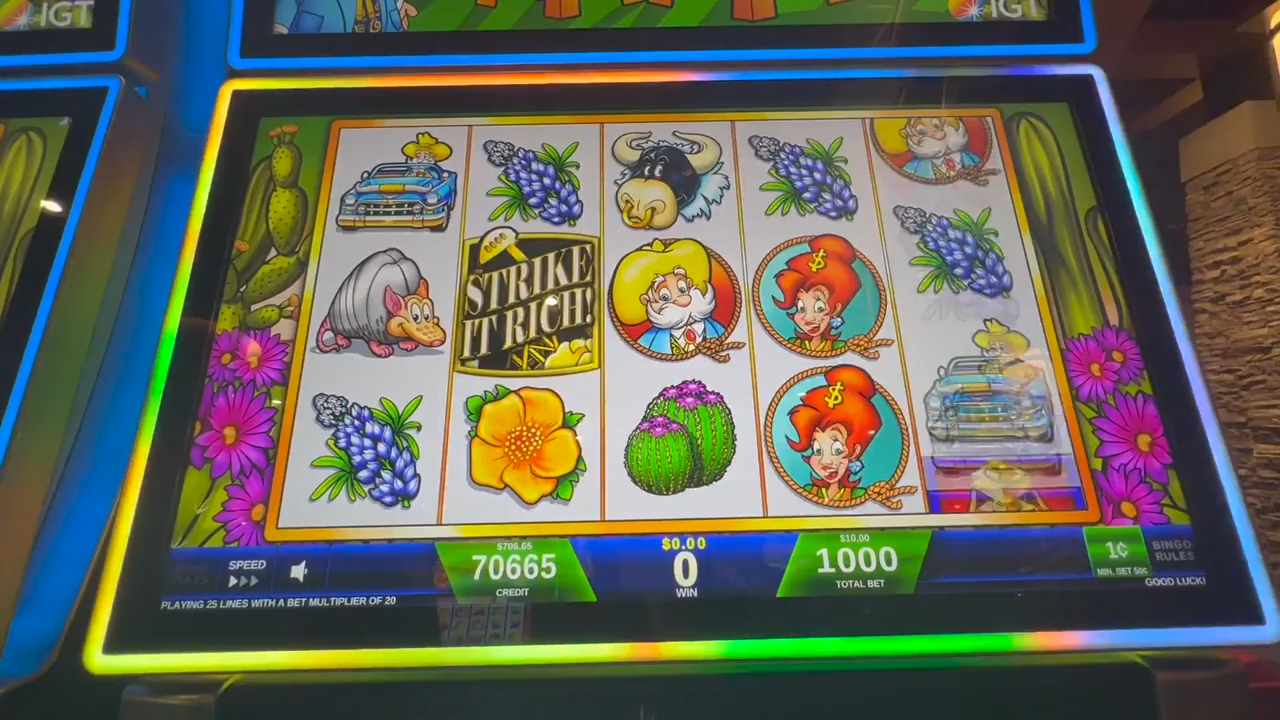 IGT
IGT
STRIKE
IT RICH!
$
$
SPEED
$706.65
70665
CREDIT
$0.00
0
WIN
$10.00
1000
TOTAL BET
1¢
MIN. BET 50¢
BINGO
RULES
GOOD LUCK!
PLAYING 25 LINES WITH A BET MULTIPLIER OF 20